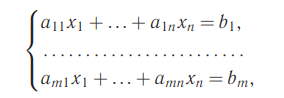 a₁₁x₁ + ... + a₁ₙxₙ = b₁,
........................
aₘ₁x₁ + ... + aₘₙxₙ = bₘ,